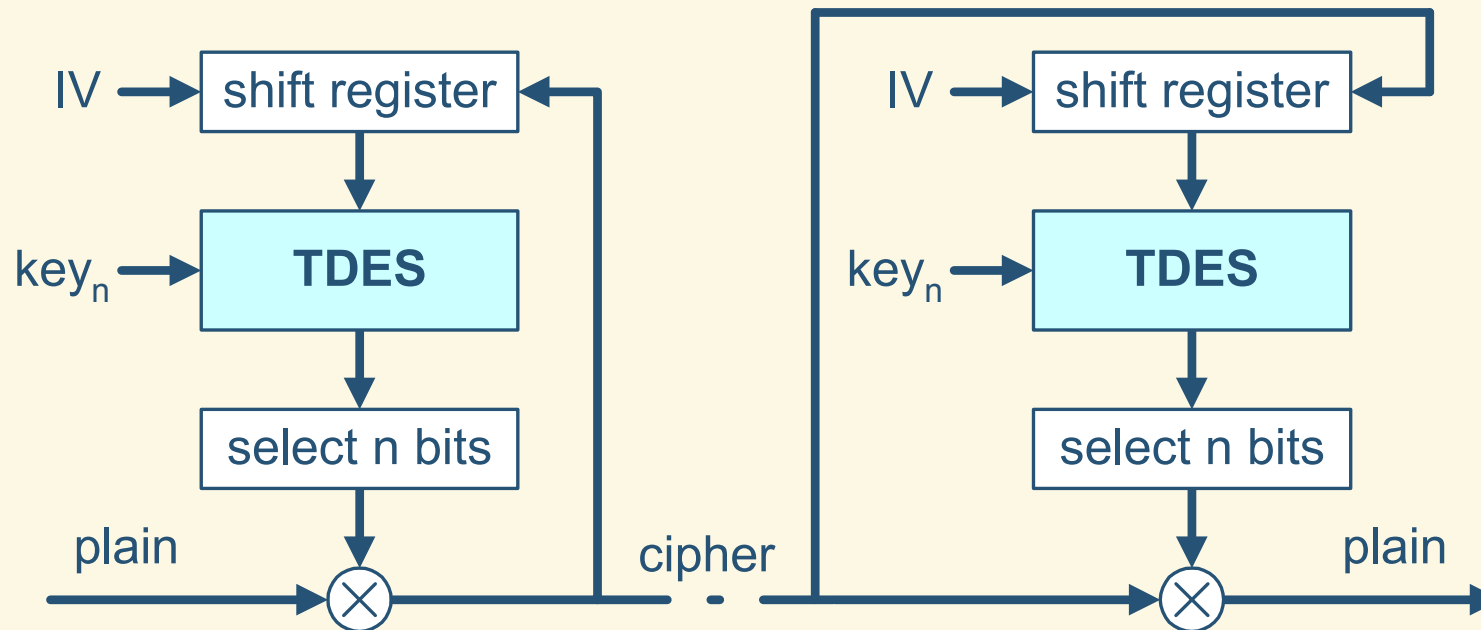 IV
shift register
IV
shift register
keyₙ
TDES
keyₙ
TDES
select n bits
select n bits
plain
cipher
plain